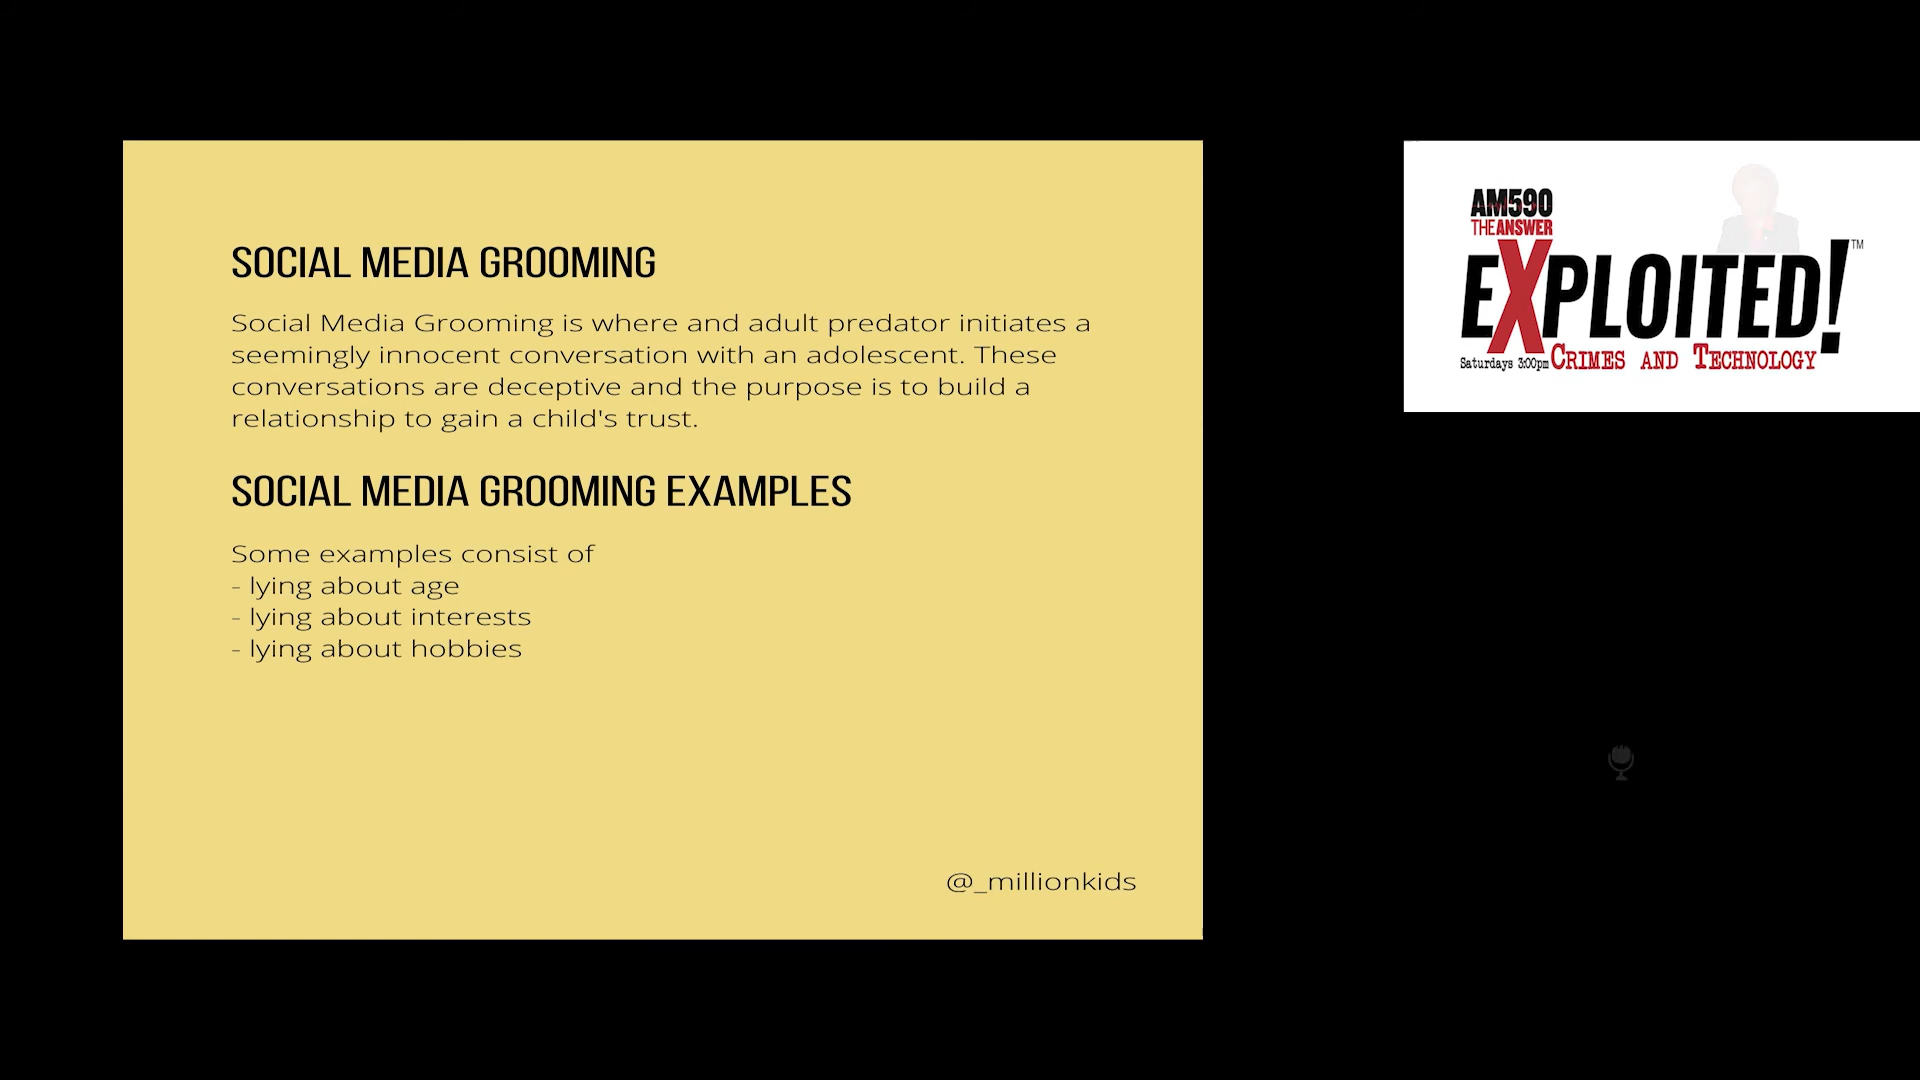 SOCIAL MEDIA GROOMING
Social Media Grooming is where and adult predator initiates a
seemingly innocent conversation with an adolescent. These
conversations are deceptive and the purpose is to build a
relationship to gain a child's trust.
SOCIAL MEDIA GROOMING EXAMPLES
Some examples consist of
- lying about age
- lying about interests
- lying about hobbies
@_millionkids
AM590
THE ANSWER
EXPLOITED!™
Saturdays 3:00pm CRIMES AND TECHNOLOGY